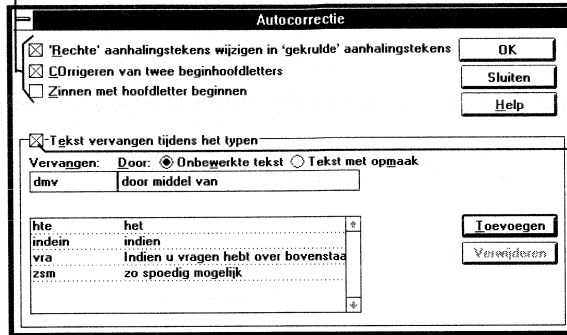 Autocorrectie
'Rechte' aanhalingstekens wijzigen in 'gekrulde' aanhalingstekens
COrrigeren van twee beginhoofdletters
Zinnen met hoofdletter beginnen
OK
Sluiten
Help
Tekst vervangen tijdens het typen
Vervangen: Door: Onbewerkte tekst Tekst met opmaak
dmv door middel van
hte het
indein indien
vra Indien u vragen hebt over bovenstaa
zsm zo spoedig mogelijk
Toevoegen
Verwijderen